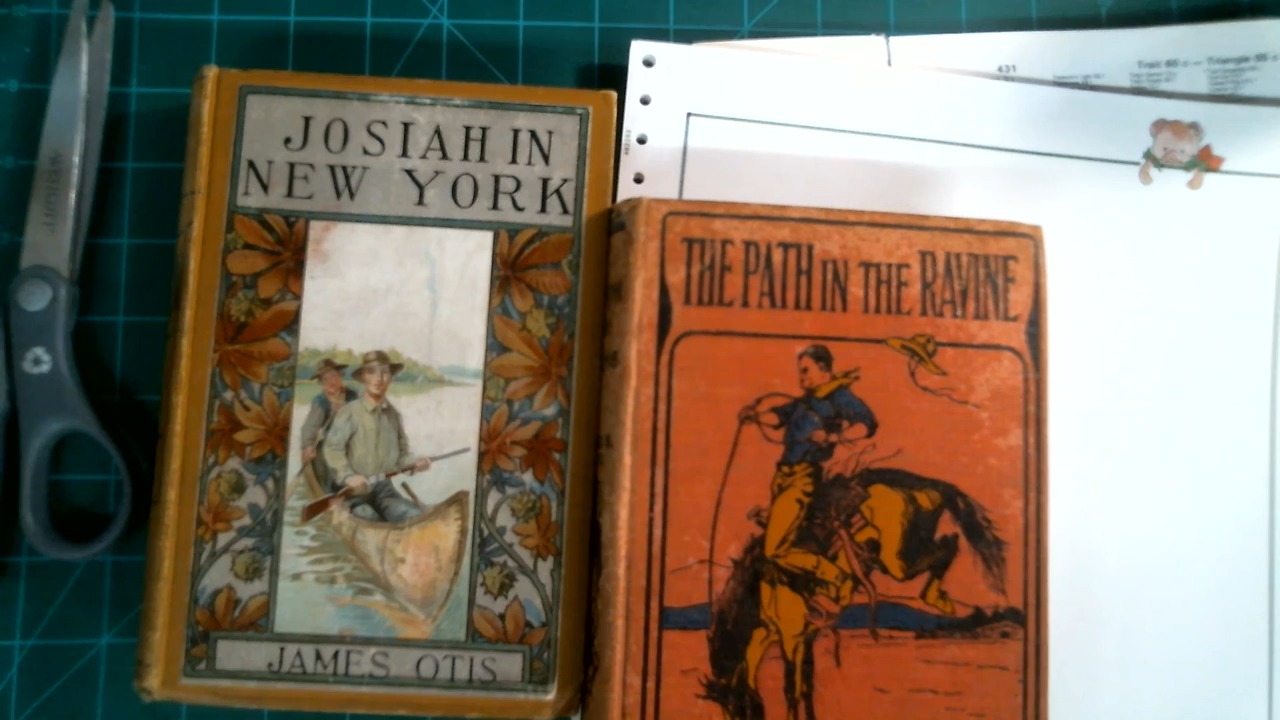 JOSIAH IN
NEW YORK
JAMES OTIS
THE PATH IN THE RAVINE
431